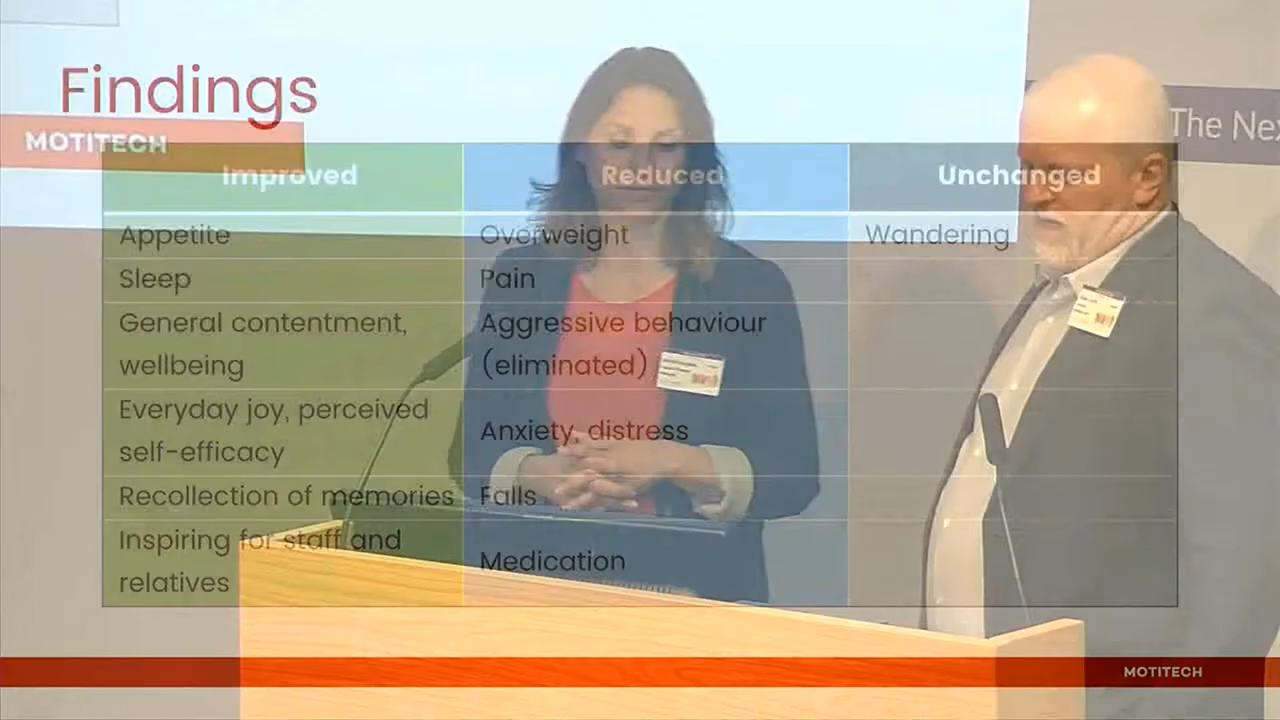 Findings
MOTITECH
The
Improved
Reduced
Unchanged
Appetite
Overweight
Wandering
Sleep
Pain
General contentment,
wellbeing
Aggressive behaviour
(eliminated)
Everyday joy, perceived
self-efficacy
Anxiety, distress
Recollection of memories
Falls
Inspiring for staff and
relatives
Medication
MOTITECH